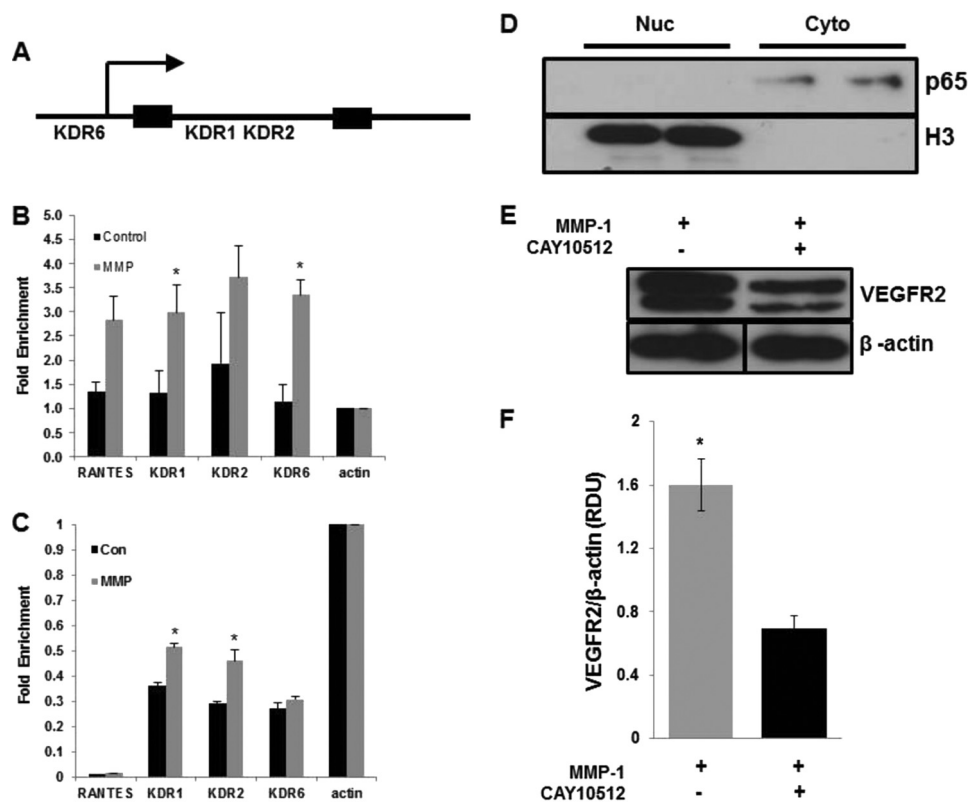 A
KDR6
KDR1 KDR2
B
Fold Enrichment
5.0
4.5
4.0
3.5
3.0
2.5
2.0
1.5
1.0
0.5
0.0
Control
MMP
*
*
RANTES
KDR1
KDR2
KDR6
actin
C
Fold Enrichment
1
0.9
0.8
0.7
0.6
0.5
0.4
0.3
0.2
0.1
0
Con
MMP
*
*
RANTES
KDR1
KDR2
KDR6
actin
D
Nuc
Cyto
p65
H3
E
MMP-1 + +
CAY10512 - +
VEGFR2
β -actin
F
VEGFR2/β-actin (RDU)
2
1.6
1.2
0.8
0.4
0
*
MMP-1 + +
CAY10512 - +